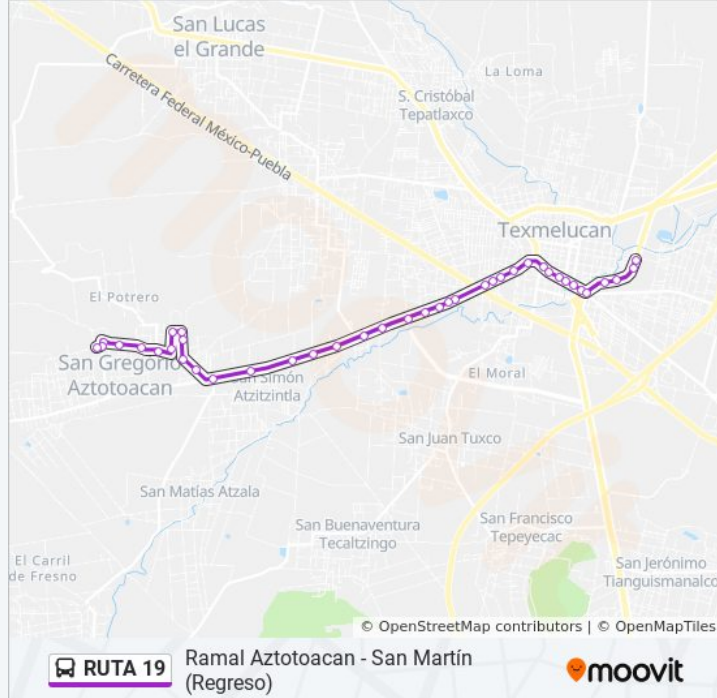 San Lucas
el Grande
La Loma
Carretera Federal México-Puebla
S. Cristóbal
Tepatlaxco
Texmelucan
El Potrero
San Gregorio
Aztotoacan
San Simón
Atzitzintla
El Moral
San Juan Tuxco
San Matías Atzala
San Buenaventura
Tecaltzingo
San Francisco
Tepeyecac
El Carril
de Fresno
San Jerónimo
Tianguismanalco
© OpenStreetMap contributors | © OpenMapTiles
RUTA 19
Ramal Aztotoacan - San Martín
(Regreso)
moovit